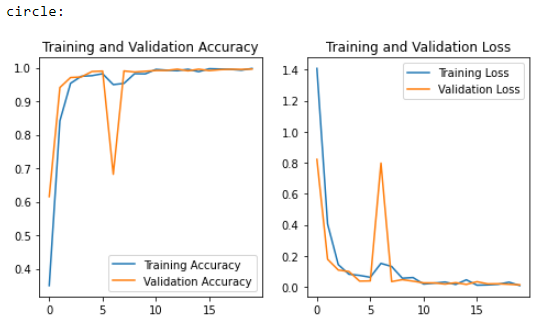 circle:
Training and Validation Accuracy
1.0
0.9
0.8
0.7
0.6
0.5
0.4
Training Accuracy
Validation Accuracy
0 5 10 15
Training and Validation Loss
1.4
1.2
1.0
0.8
0.6
0.4
0.2
0.0
Training Loss
Validation Loss
0 5 10 15